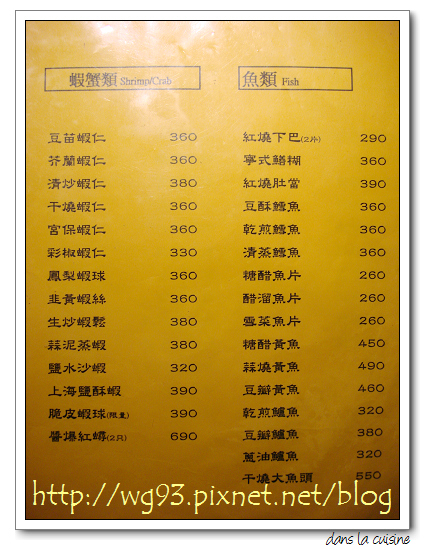 蝦蟹類 Shrimp/Crab
豆苗蝦仁 360
芥蘭蝦仁 360
清炒蝦仁 380
干燒蝦仁 360
宮保蝦仁 360
彩椒蝦仁 330
鳳梨蝦球 360
韭黃蝦絲 360
生炒蝦鬆 380
蒜泥蒸蝦 380
鹽水沙蝦 320
上海鹽酥蝦 390
脆皮蝦球(限量) 390
醬爆紅蟳(2只) 690
魚類 Fish
紅燒下巴(2片) 290
寧式鱔糊 360
紅燒肚當 390
豆酥鱈魚 360
乾煎鱈魚 360
清蒸鱈魚 360
糖醋魚片 260
醋溜魚片 260
雪菜魚片 260
糖醋黃魚 450
蒜燒黃魚 490
豆瓣黃魚 460
乾煎鱸魚 320
豆瓣鱸魚 380
蔥油鱸魚 320
干燒大魚頭 550
http://wg93.pixnet.net/blog
dans la cuisine